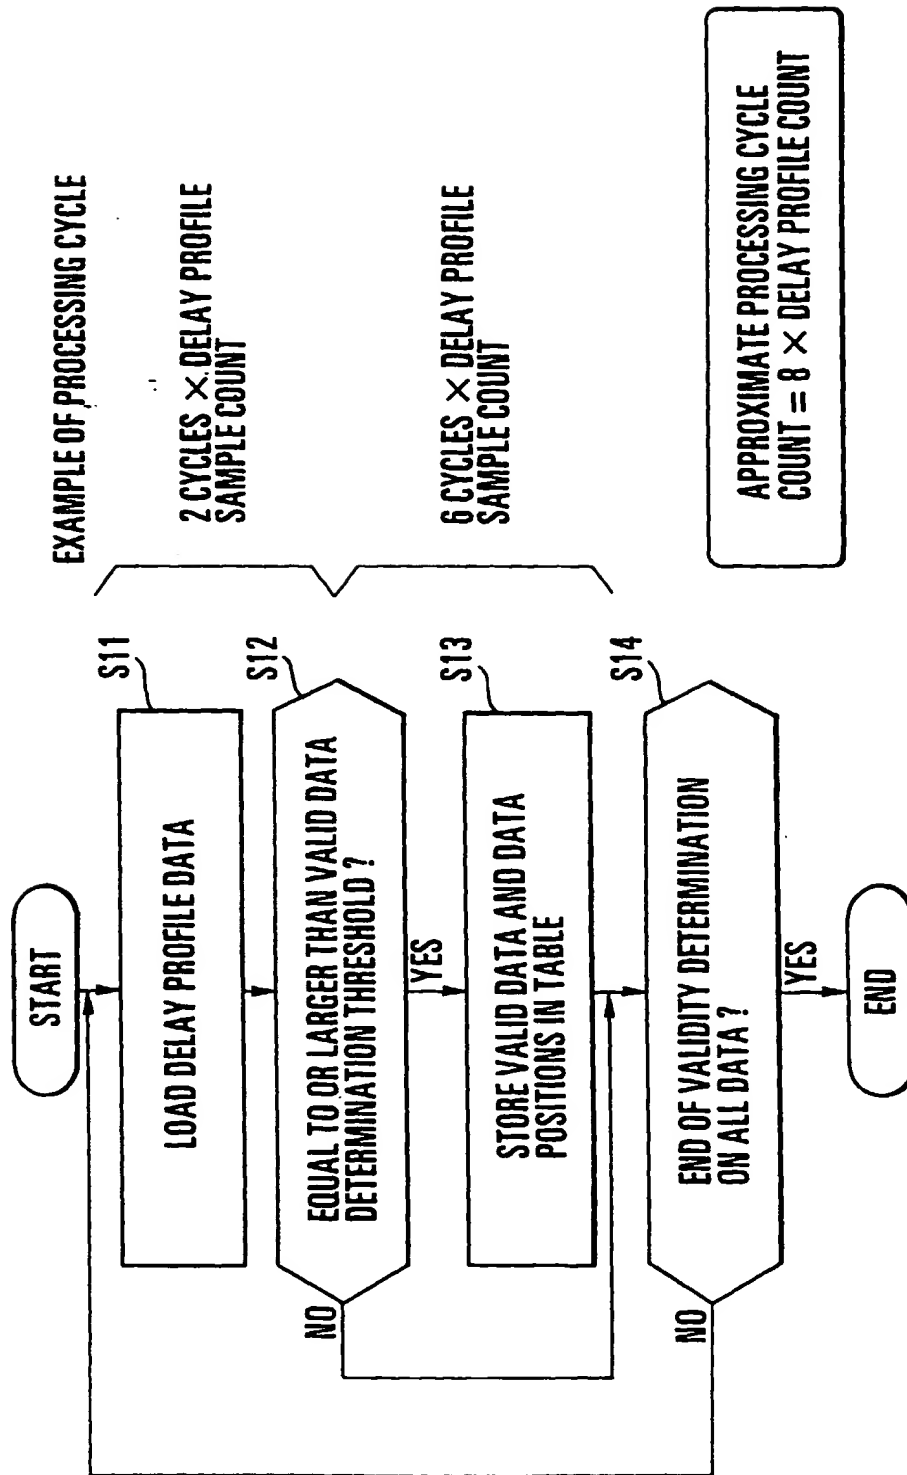 START
S11
LOAD DELAY PROFILE DATA
S12
EQUAL TO OR LARGER THAN VALID DATA
DETERMINATION THRESHOLD ?
NO
YES
S13
STORE VALID DATA AND DATA
POSITIONS IN TABLE
S14
END OF VALIDITY DETERMINATION
ON ALL DATA ?
NO
YES
END
EXAMPLE OF PROCESSING CYCLE
2 CYCLES × DELAY PROFILE
SAMPLE COUNT
6 CYCLES × DELAY PROFILE
SAMPLE COUNT
APPROXIMATE PROCESSING CYCLE
COUNT = 8 × DELAY PROFILE COUNT